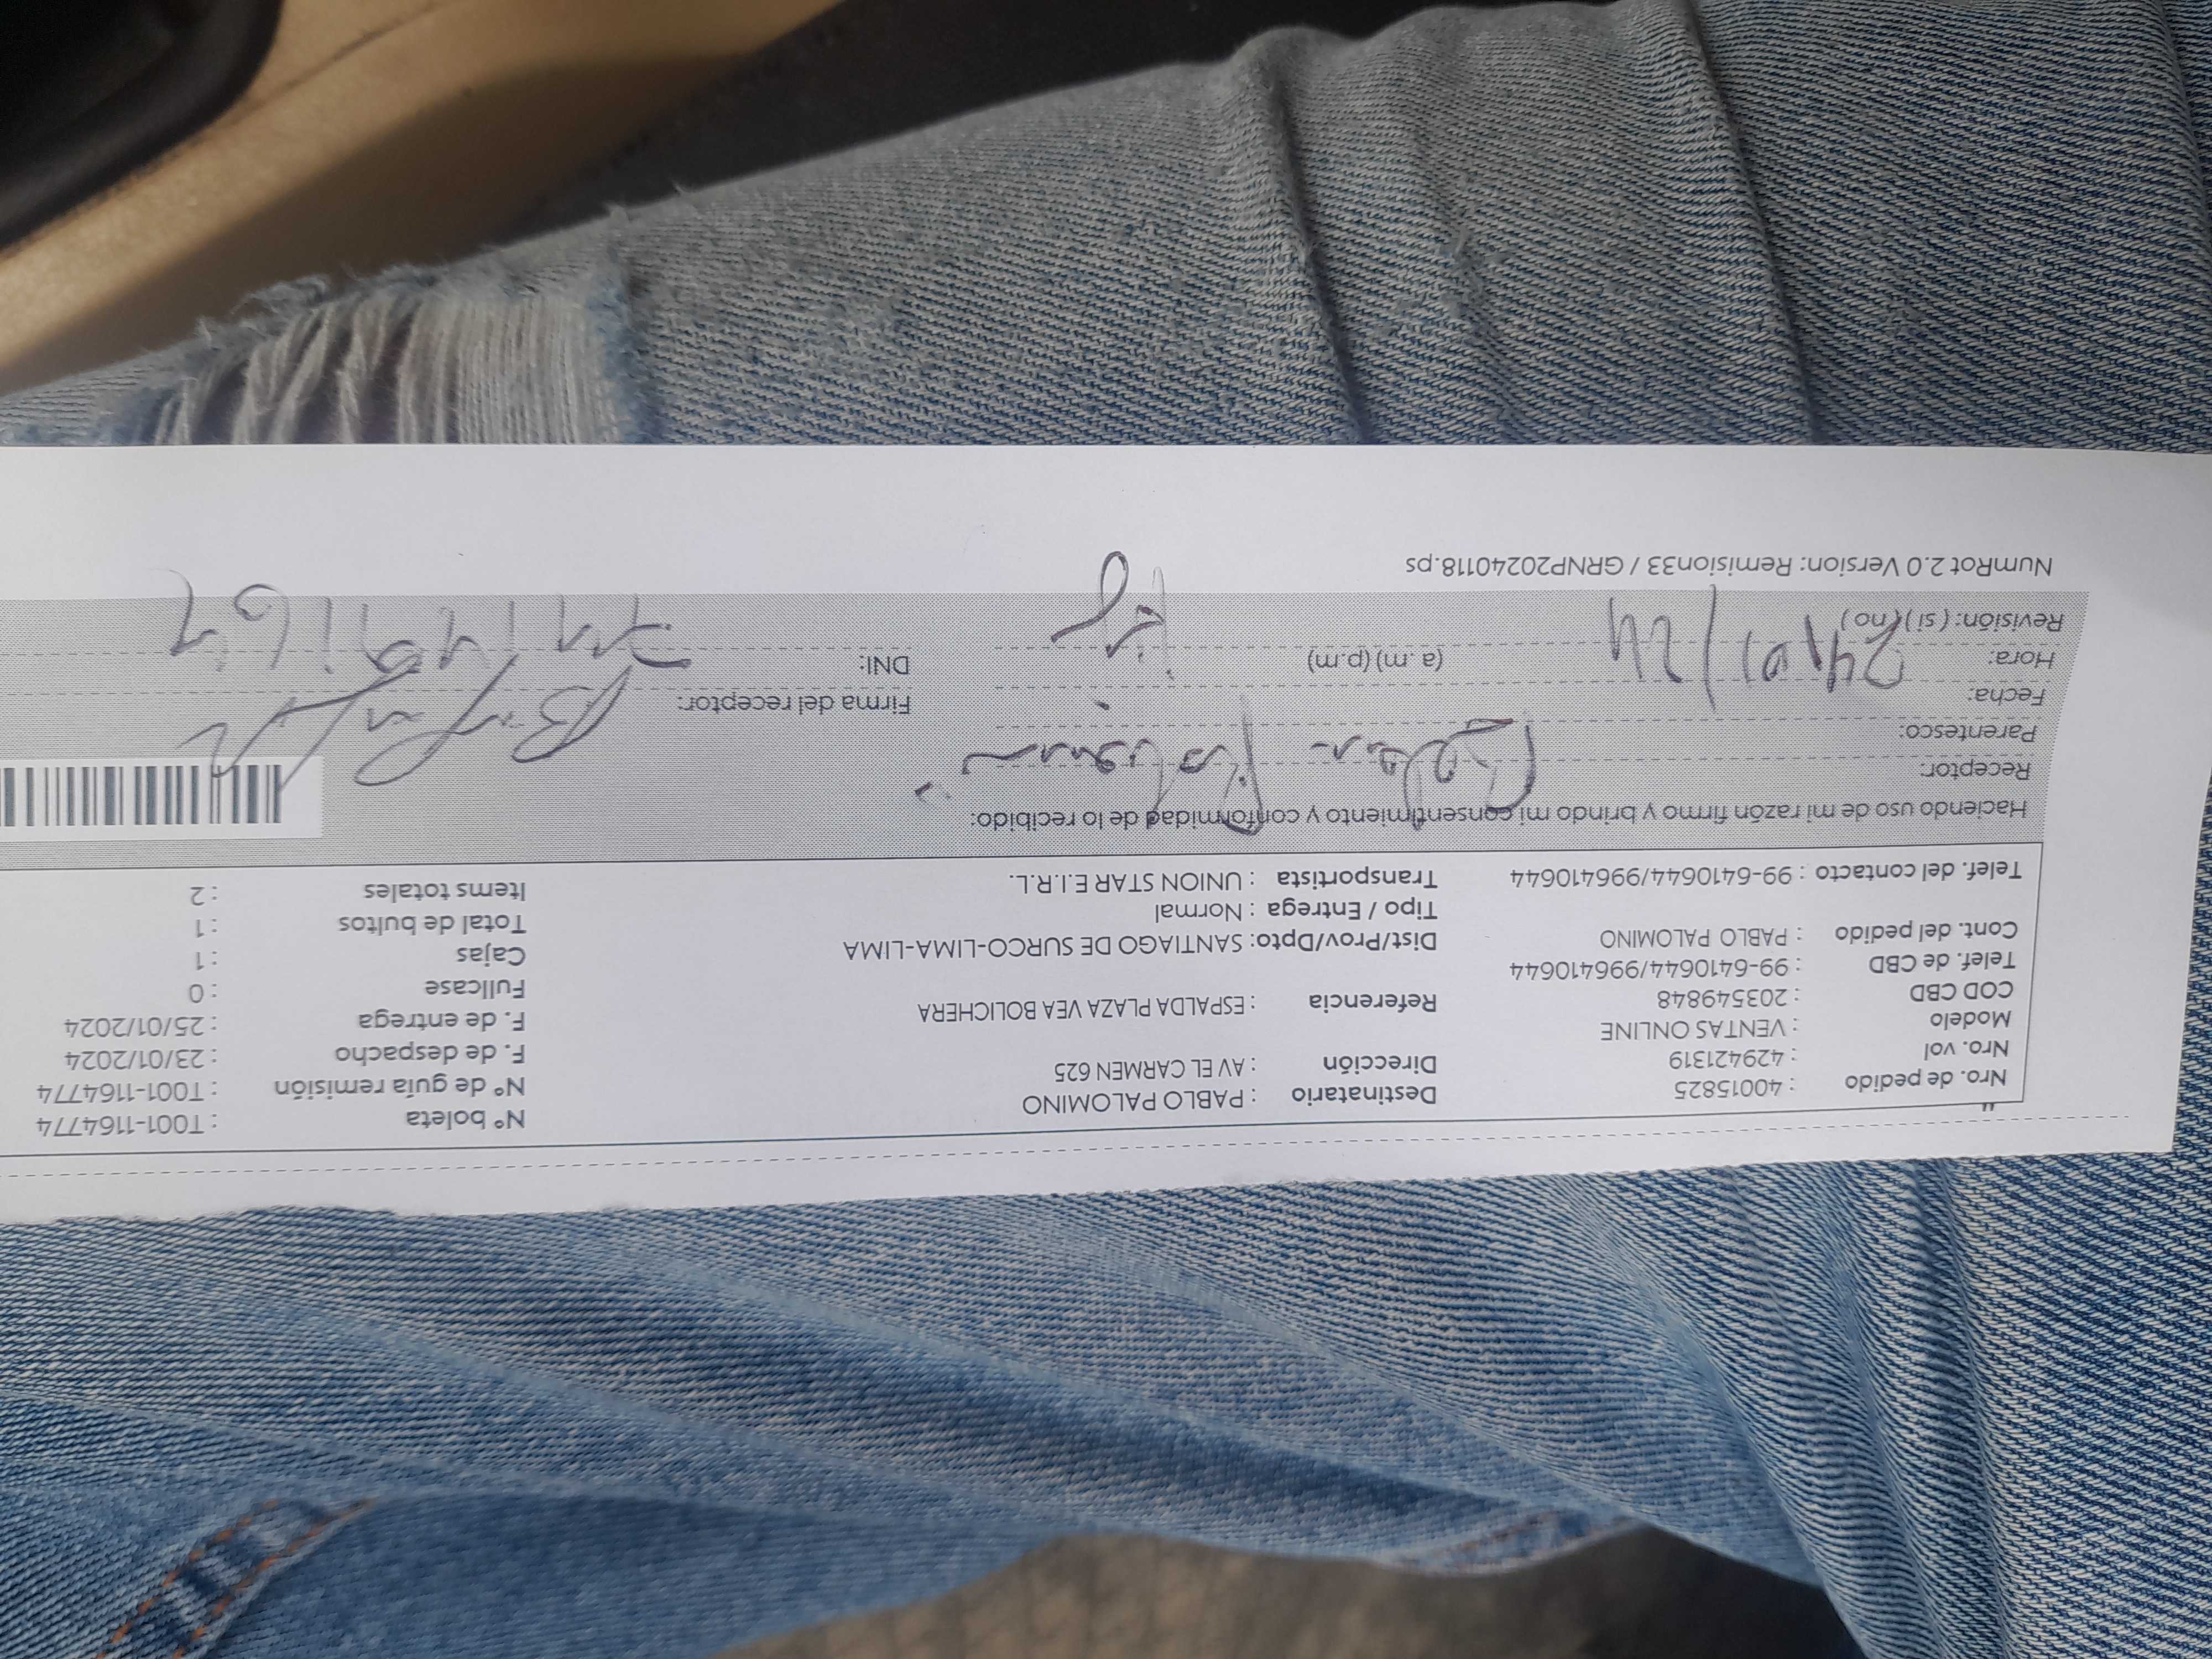 Nro. de pedido : 40015825
Nro. vol : 429421319
Modelo : VENTAS ONLINE
COD CBD : 203549848
Telef. de CBD : 99-6410644/996410644
Cont. del pedido : PABLO PALOMINO
Telef. del contacto : 99-6410644/996410644
Destinatario : PABLO PALOMINO
Dirección : AV EL CARMEN 625
Referencia : ESPALDA PLAZA VEA BOLICHERA
Dist/Prov/Dpto: SANTIAGO DE SURCO-LIMA-LIMA
Tipo / Entrega : Normal
Transportista : UNION STAR E.I.R.L.
N° boleta : T001-1164774
N° de guía remisión : T001-1164774
F. de despacho : 23/01/2024
F. de entrega : 25/01/2024
Fullcase : 0
Cajas : 1
Total de bultos : 1
Items totales : 2
Haciendo uso de mi razón firmo y brindo mi consentimiento y conformidad de lo recibido:
Receptor:
Parentesco:
Fecha:
Hora: 24/01/24 (a.m) (p.m)
Revisión: ( si ) ( no )
Firma del receptor:
DNI:
NumRot 2.0 Version: Remision33 / GRNP20240118.ps